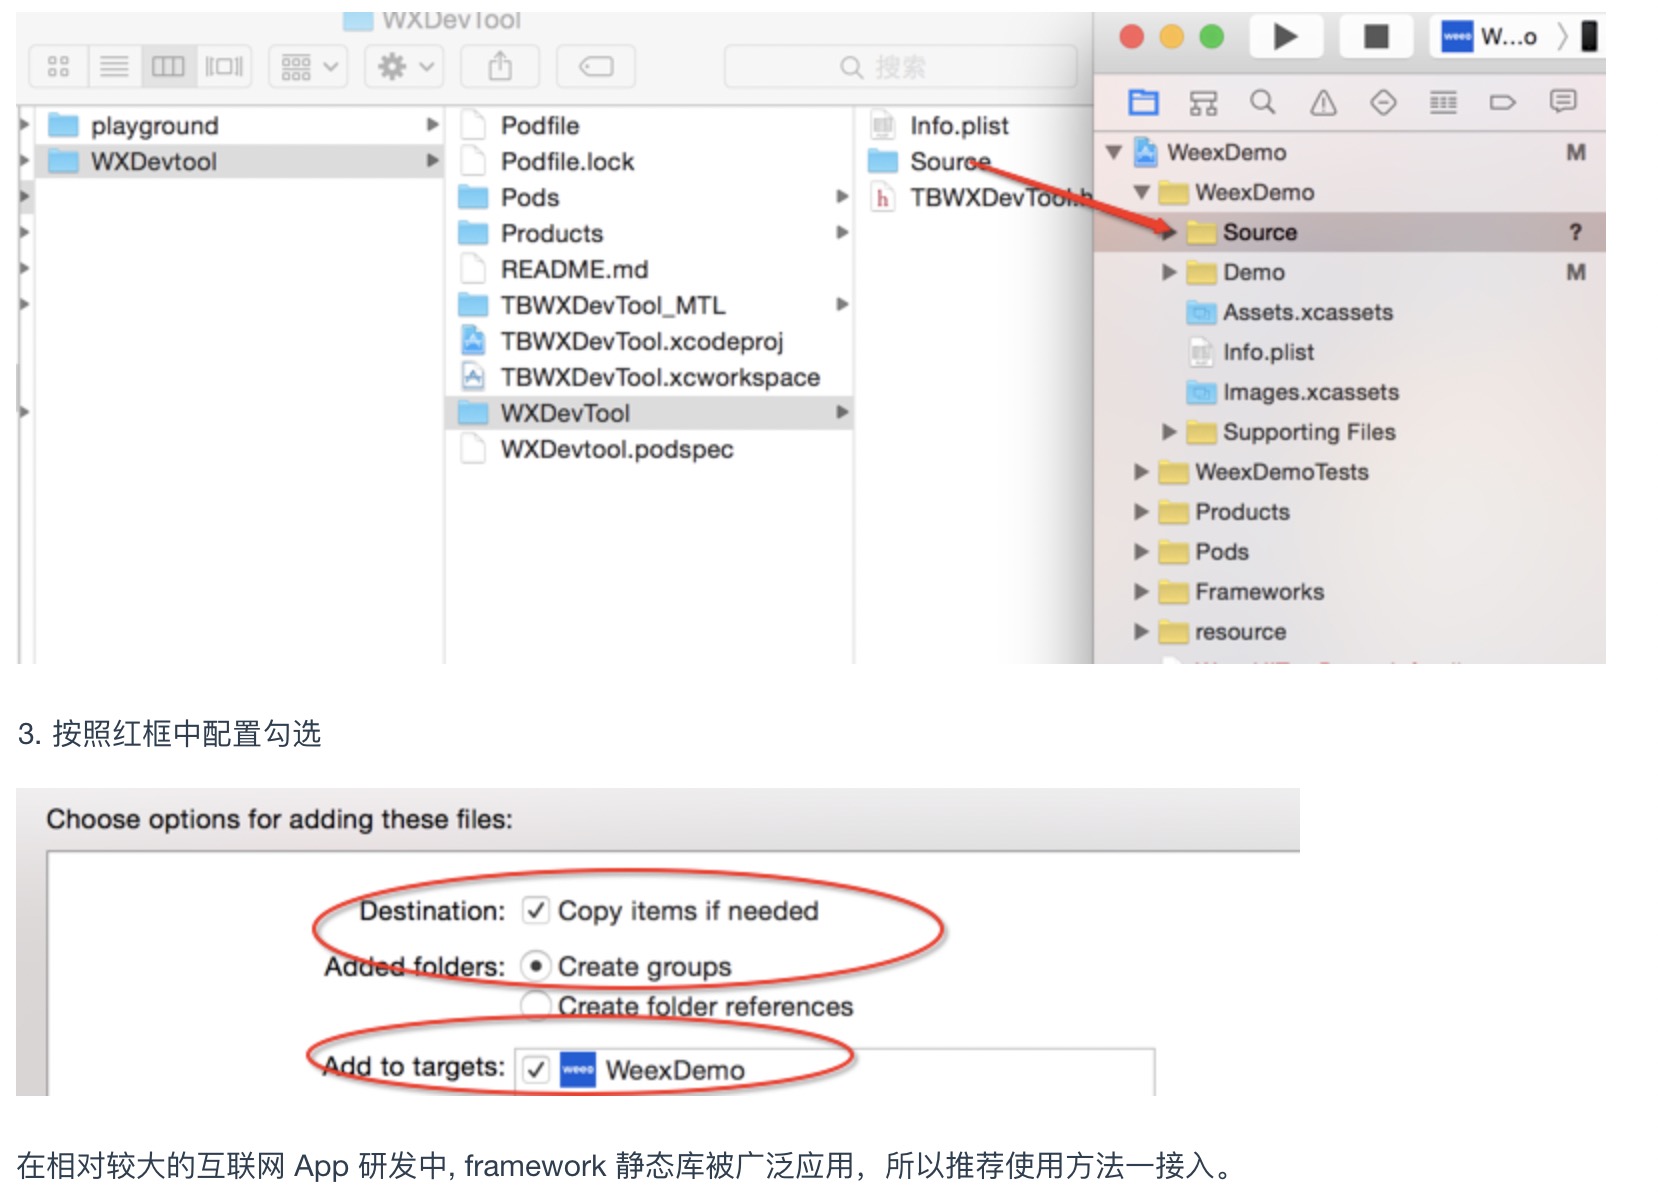 WXDevTool
搜索
playground
WXDevtool
Podfile
Podfile.lock
Pods
Products
README.md
TBWXDevTool_MTL
TBWXDevTool.xcodeproj
TBWXDevTool.xcworkspace
WXDevTool
WXDevtool.podspec
Info.plist
Source
TBWXDevTool.h
weex W...o
WeexDemo M
WeexDemo
Source ?
Demo M
Assets.xcassets
Info.plist
Images.xcassets
Supporting Files
WeexDemoTests
Products
Pods
Frameworks
resource
3. 按照红框中配置勾选
Choose options for adding these files:
Destination: Copy items if needed
Added folders: Create groups
Create folder references
Add to targets: weex WeexDemo
在相对较大的互联网 App 研发中, framework 静态库被广泛应用，所以推荐使用方法一接入。